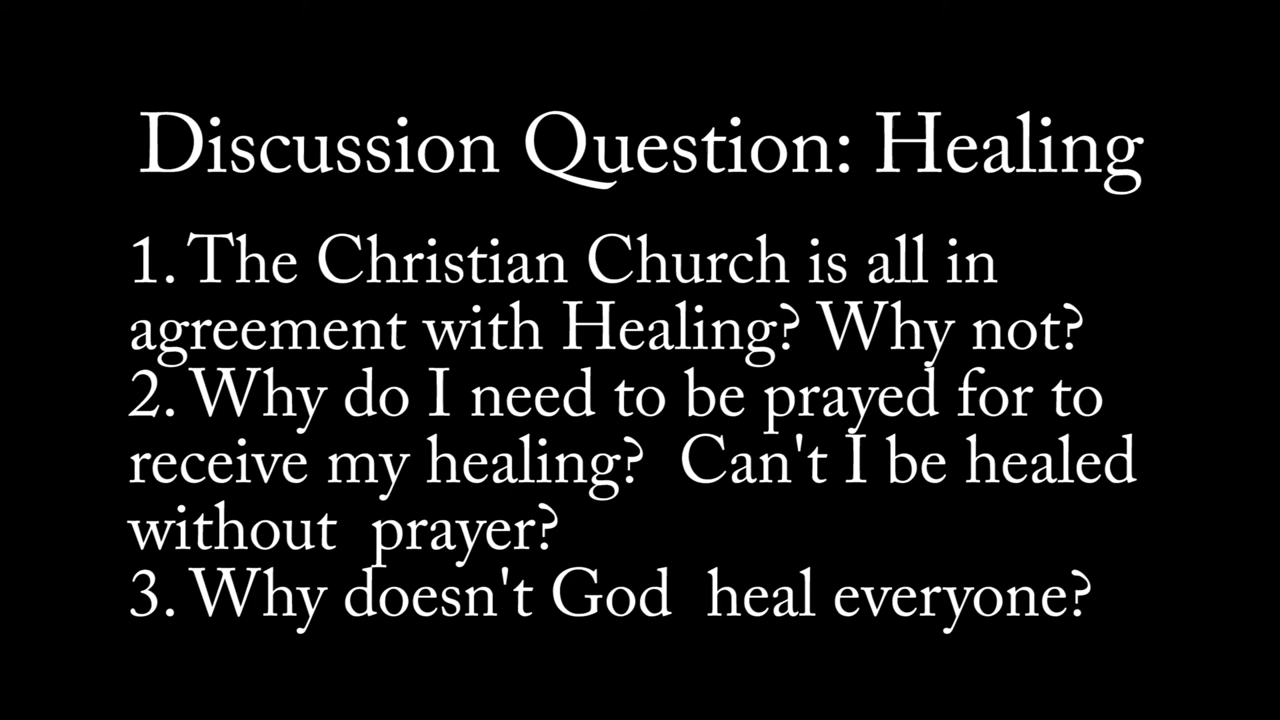 Discussion Question: Healing
1. The Christian Church is all in
agreement with Healing? Why not?
2. Why do I need to be prayed for to
receive my healing?  Can't I be healed
without  prayer?
3. Why doesn't God  heal everyone?